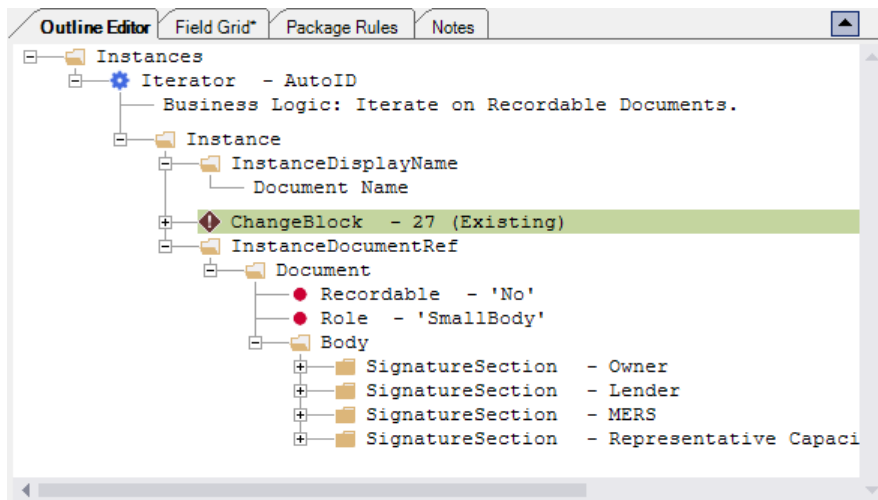 Outline Editor Field Grid* Package Rules Notes
Instances
Iterator - AutoID
Business Logic: Iterate on Recordable Documents.
Instance
InstanceDisplayName
Document Name
ChangeBlock - 27 (Existing)
InstanceDocumentRef
Document
Recordable - 'No'
Role - 'SmallBody'
Body
SignatureSection - Owner
SignatureSection - Lender
SignatureSection - MERS
SignatureSection - Representative Capaci